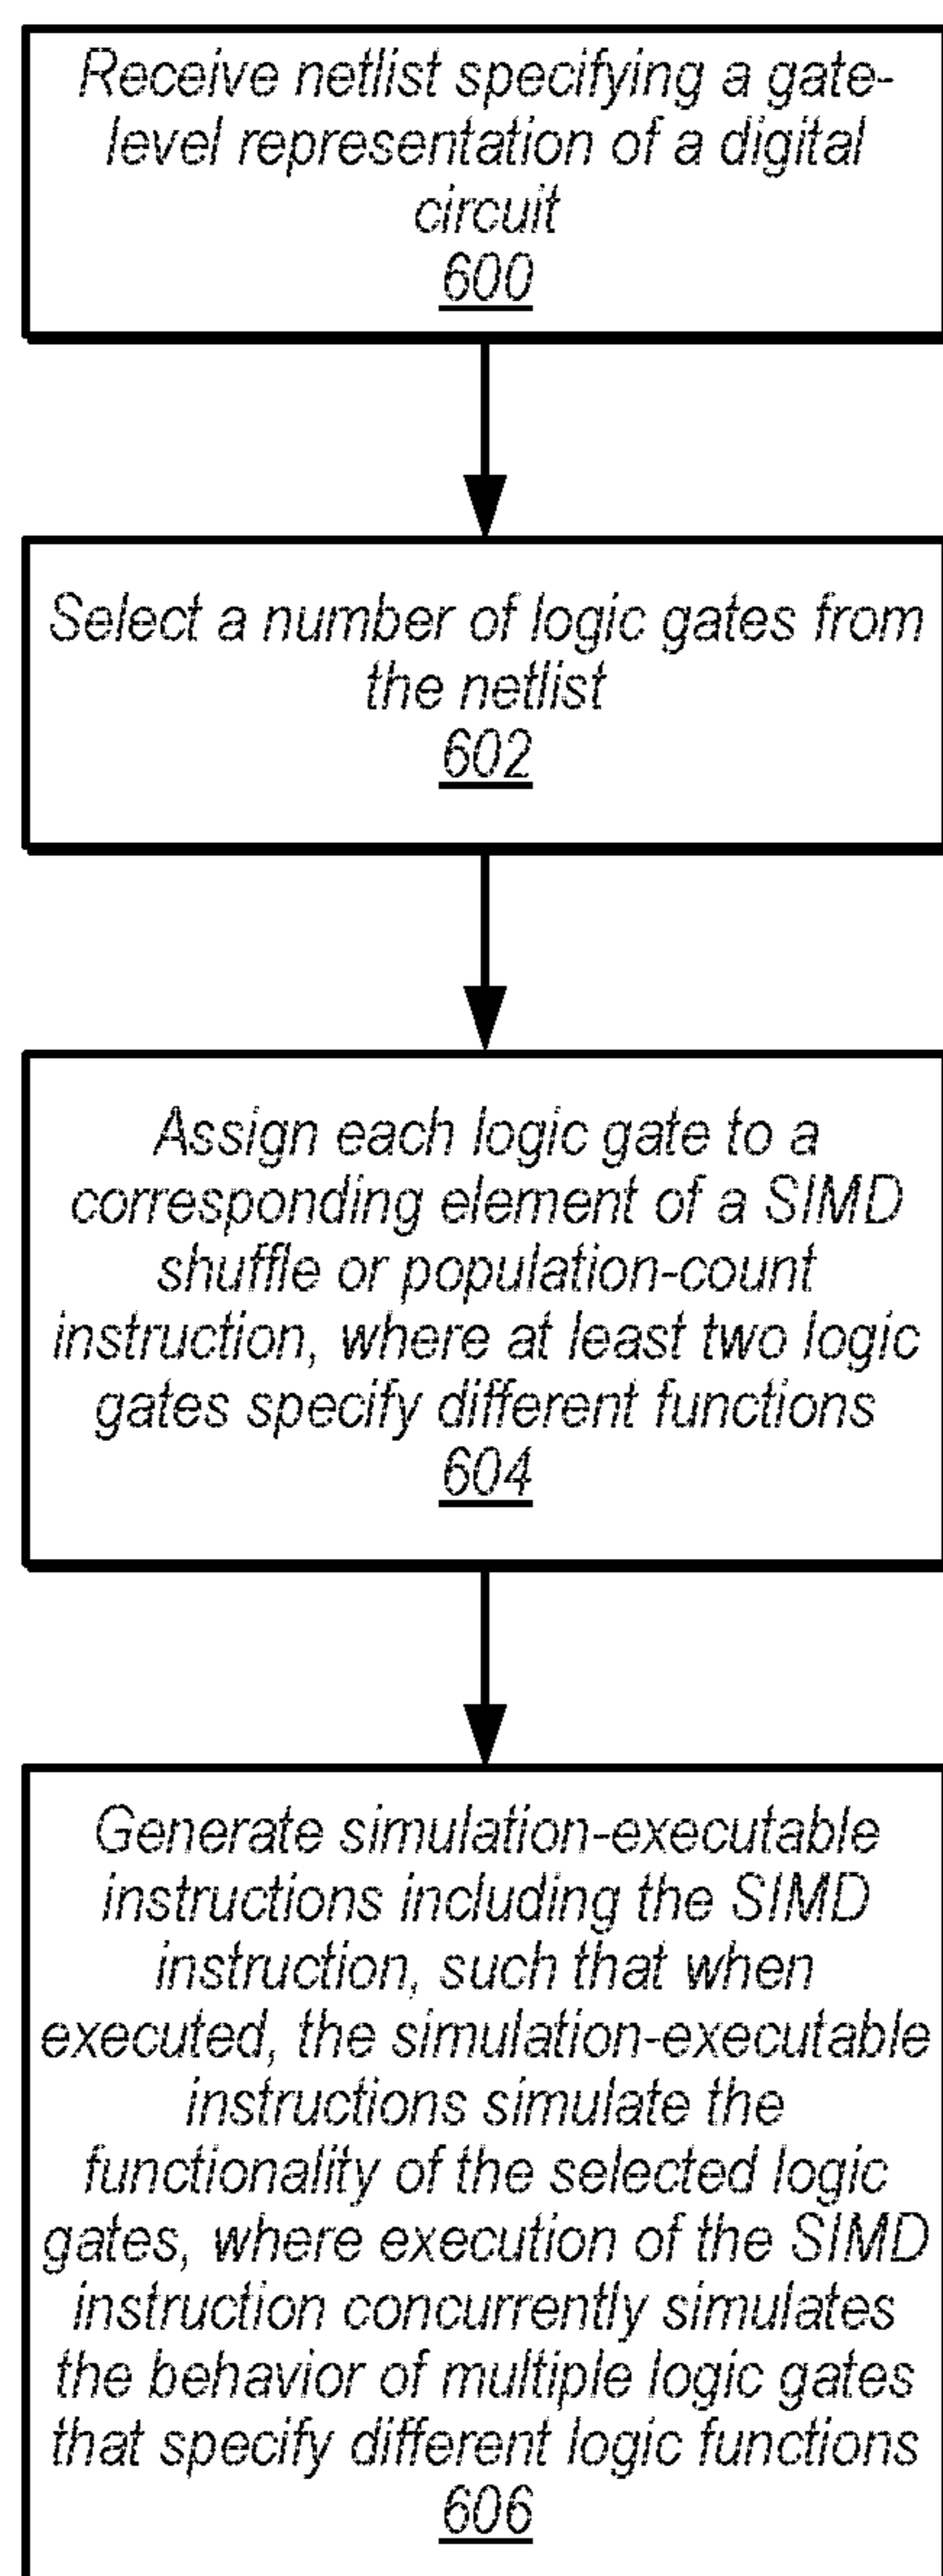 Receive netlist specifying a gate-
level representation of a digital
circuit
600
Select a number of logic gates from
the netlist
602
Assign each logic gate to a
corresponding element of a SIMD
shuffle or population-count
instruction, where at least two logic
gates specify different functions
604
Generate simulation-executable
instructions including the SIMD
instruction, such that when
executed, the simulation-executable
instructions simulate the
functionality of the selected logic
gates, where execution of the SIMD
instruction concurrently simulates
the behavior of multiple logic gates
that specify different logic functions
606